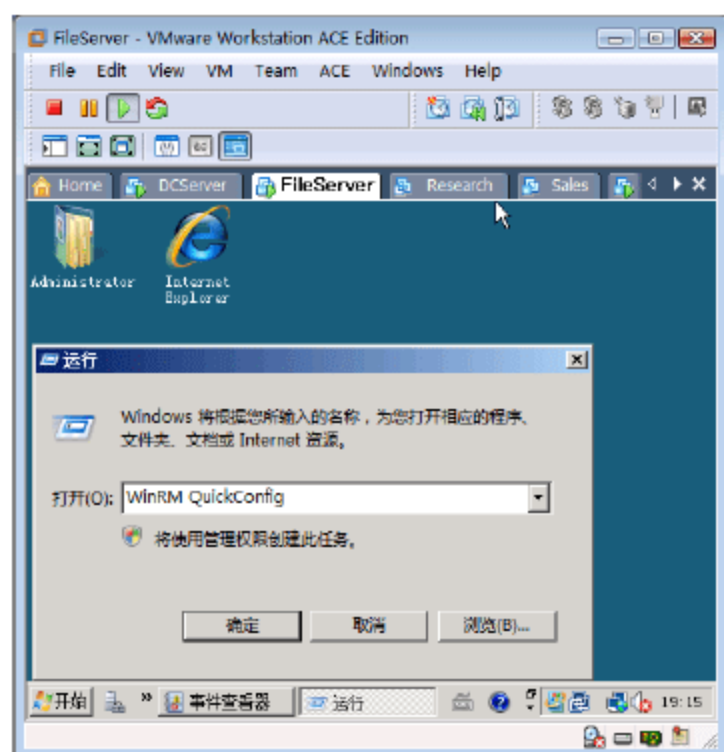 FileServer - VMware Workstation ACE Edition
File Edit View VM Team ACE Windows Help
Home DCServer FileServer Research Sales
Administrator Internet Explorer
运行
Windows 将根据您所输入的名称，为您打开相应的程序、
文件夹、文档或 Internet 资源。
打开(O): WinRM QuickConfig
将使用管理权限创建此任务。
确定 取消 浏览(B)...
开始 » 事件查看器 运行 19:15